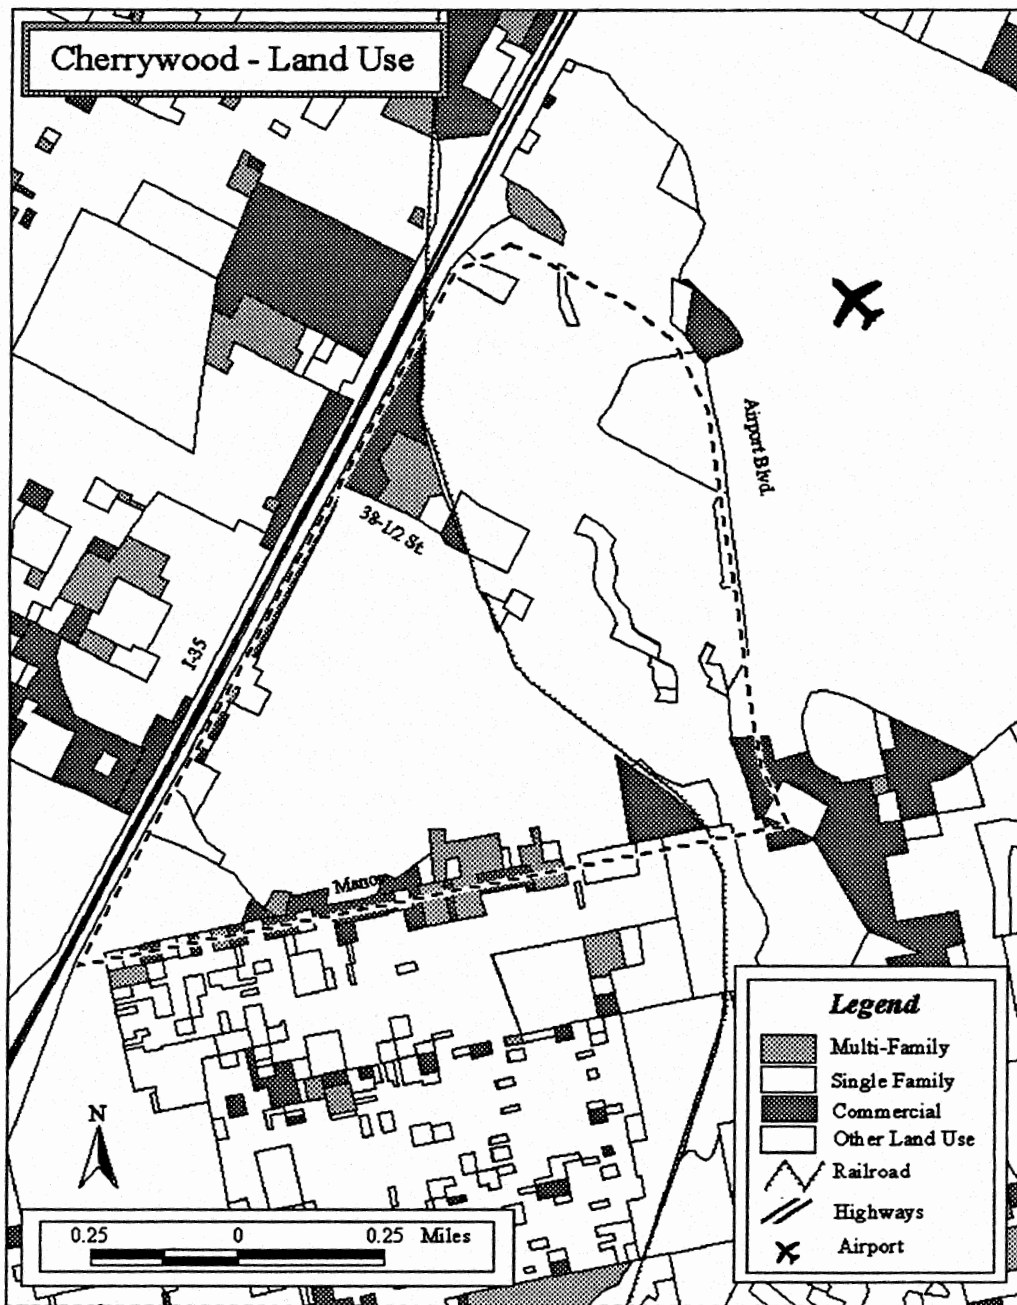 Cherrywood - Land Use
Airport Blvd.
38-1/2 St.
I-35
Manor
N
0.25 0 0.25 Miles
Legend
Multi-Family
Single Family
Commercial
Other Land Use
Railroad
Highways
Airport